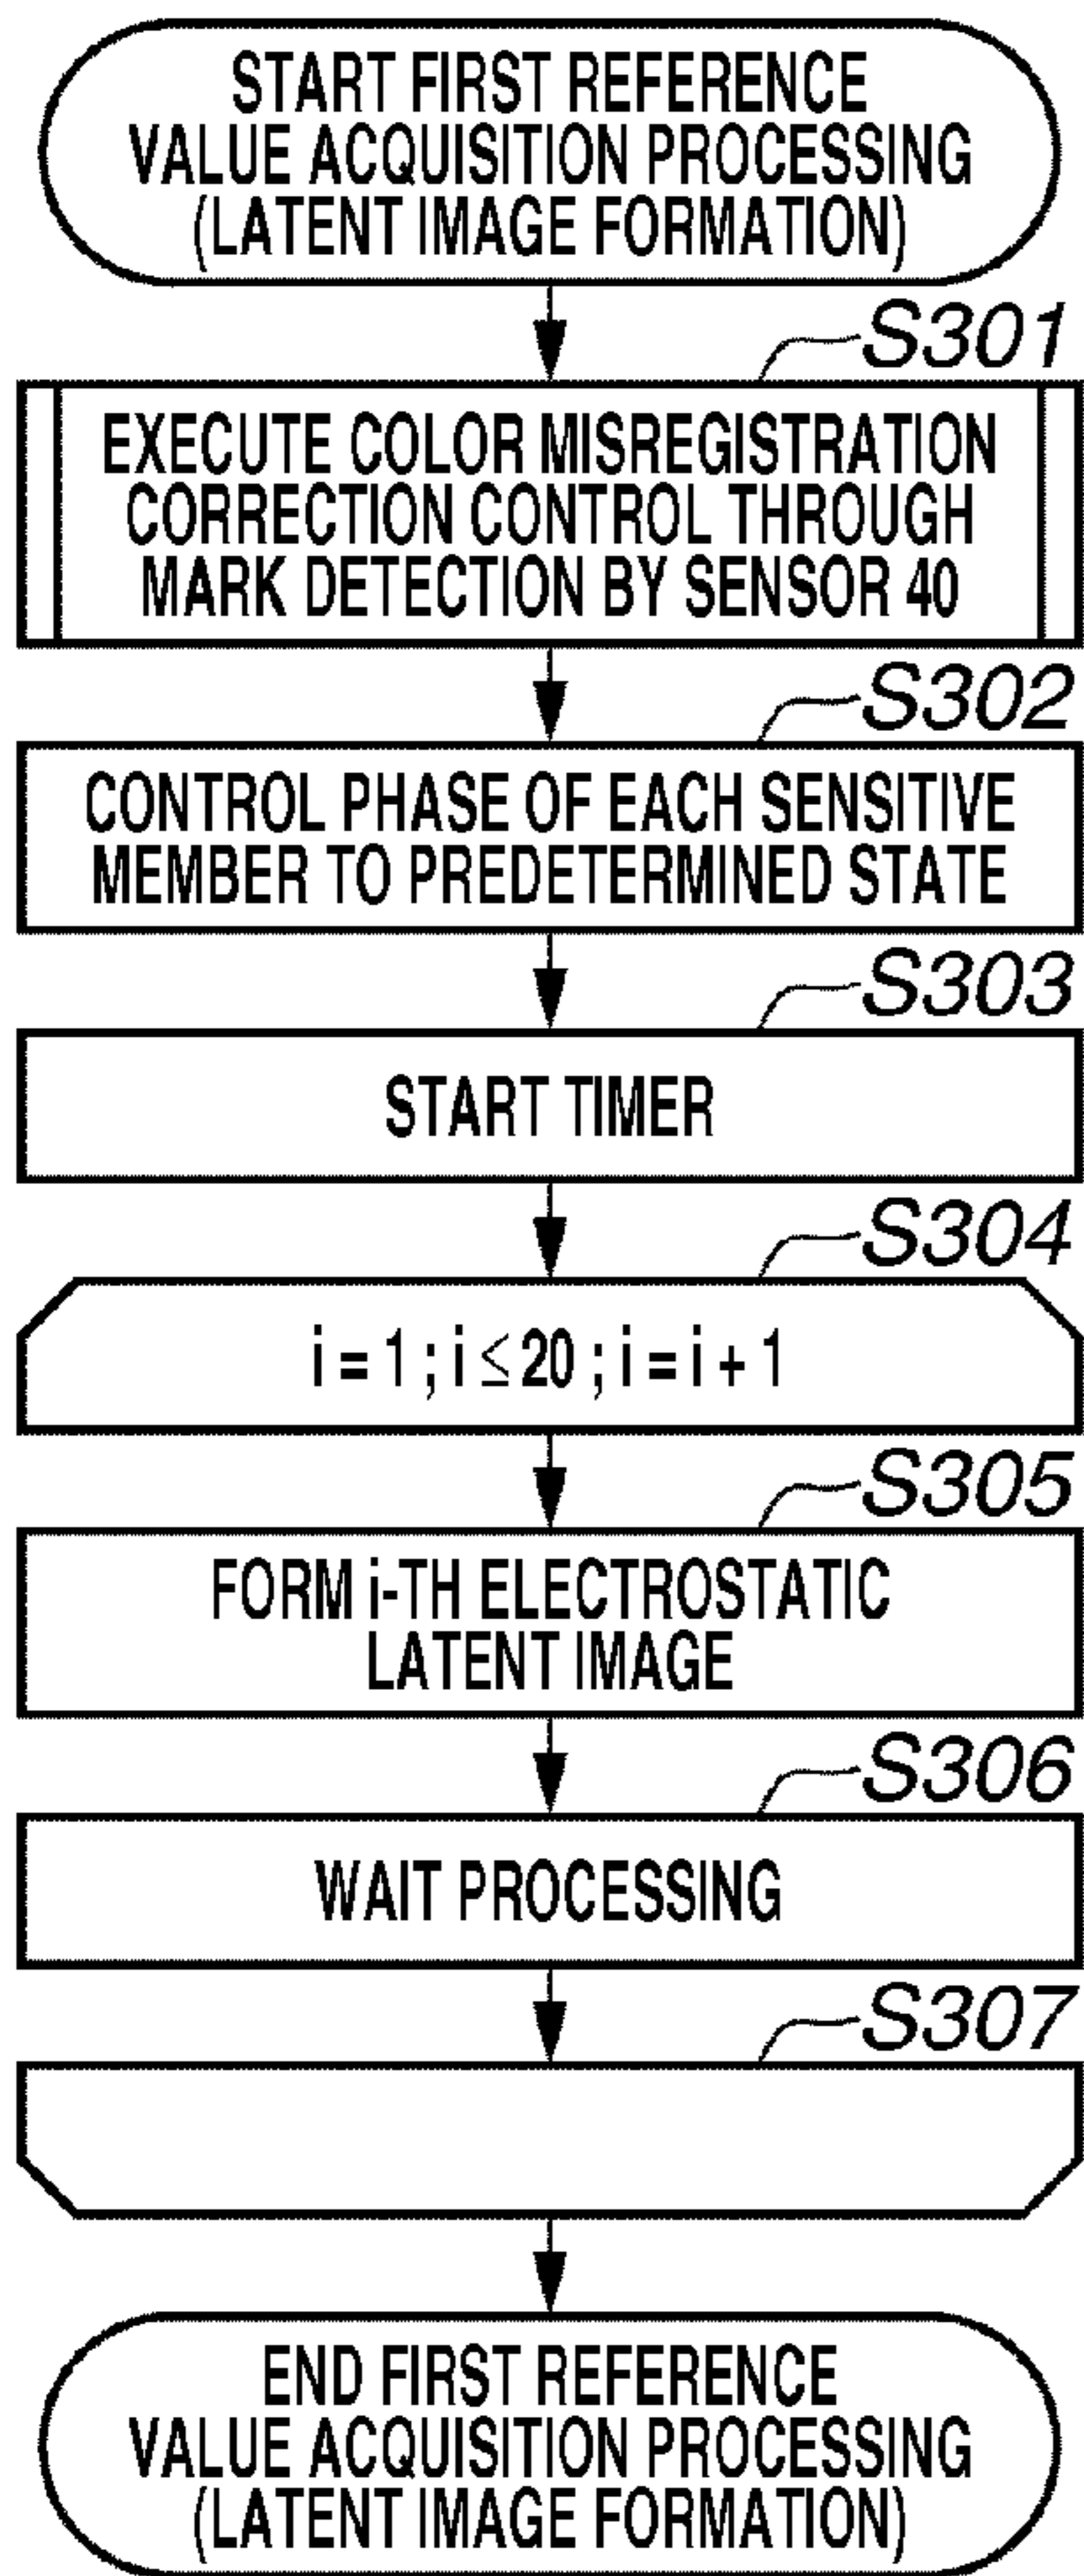 START FIRST REFERENCE
VALUE ACQUISITION PROCESSING
(LATENT IMAGE FORMATION)
S301
EXECUTE COLOR MISREGISTRATION
CORRECTION CONTROL THROUGH
MARK DETECTION BY SENSOR 40
S302
CONTROL PHASE OF EACH SENSITIVE
MEMBER TO PREDETERMINED STATE
S303
START TIMER
S304
i = 1 ; i ≤ 20 ; i = i + 1
S305
FORM i-TH ELECTROSTATIC
LATENT IMAGE
S306
WAIT PROCESSING
S307
END FIRST REFERENCE
VALUE ACQUISITION PROCESSING
(LATENT IMAGE FORMATION)